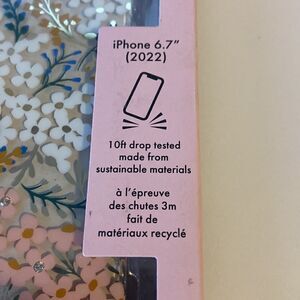 iPhone 6.7"
(2022)
10ft drop tested
made from
sustainable materials
à l'épreuve
des chutes 3m
fait de
matériaux recyclé